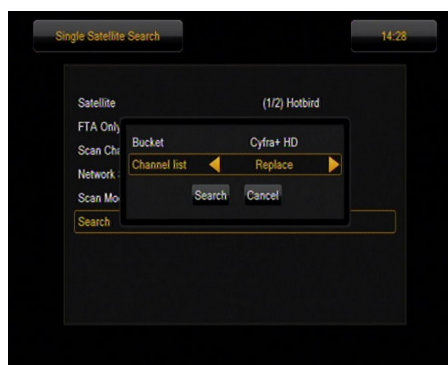 Single Satellite Search
14:28
Satellite (1/2) Hotbird
FTA Only
Scan Cha
Bucket Cyfra+ HD
Channel list Replace
Network
Scan Mo
Search Cancel
Search